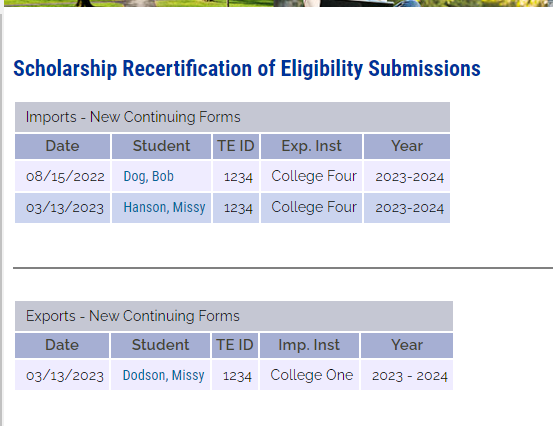 Scholarship Recertification of Eligibility Submissions
Imports - New Continuing Forms
Date Student TE ID Exp. Inst Year
08/15/2022 Dog, Bob 1234 College Four 2023-2024
03/13/2023 Hanson, Missy 1234 College Four 2023-2024
Exports - New Continuing Forms
Date Student TE ID Imp. Inst Year
03/13/2023 Dodson, Missy 1234 College One 2023 - 2024